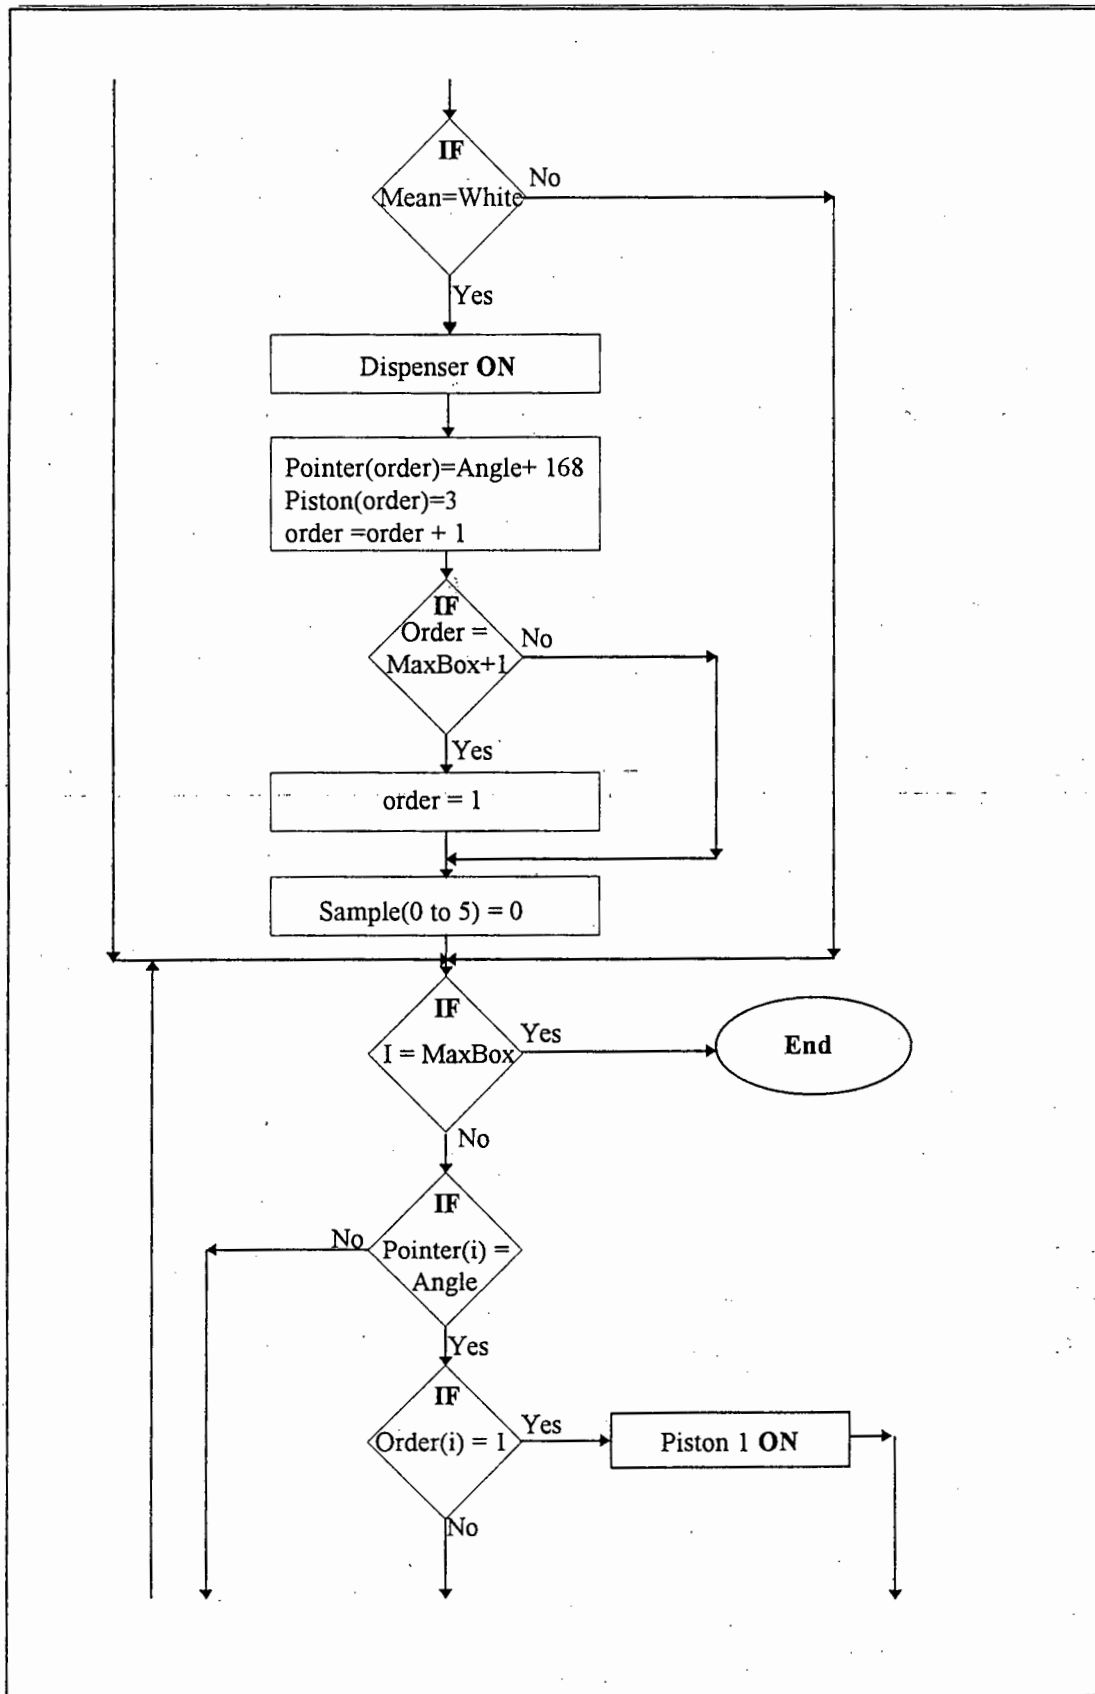 IF
Mean=White
No
Yes
Dispenser ON
Pointer(order)=Angle+ 168
Piston(order)=3
order =order + 1
IF
Order =
MaxBox+1
No
Yes
order = 1
Sample(0 to 5) = 0
IF
I = MaxBox
Yes
End
No
IF
Pointer(i) =
Angle
No
Yes
IF
Order(i) = 1
Yes
Piston 1 ON
No